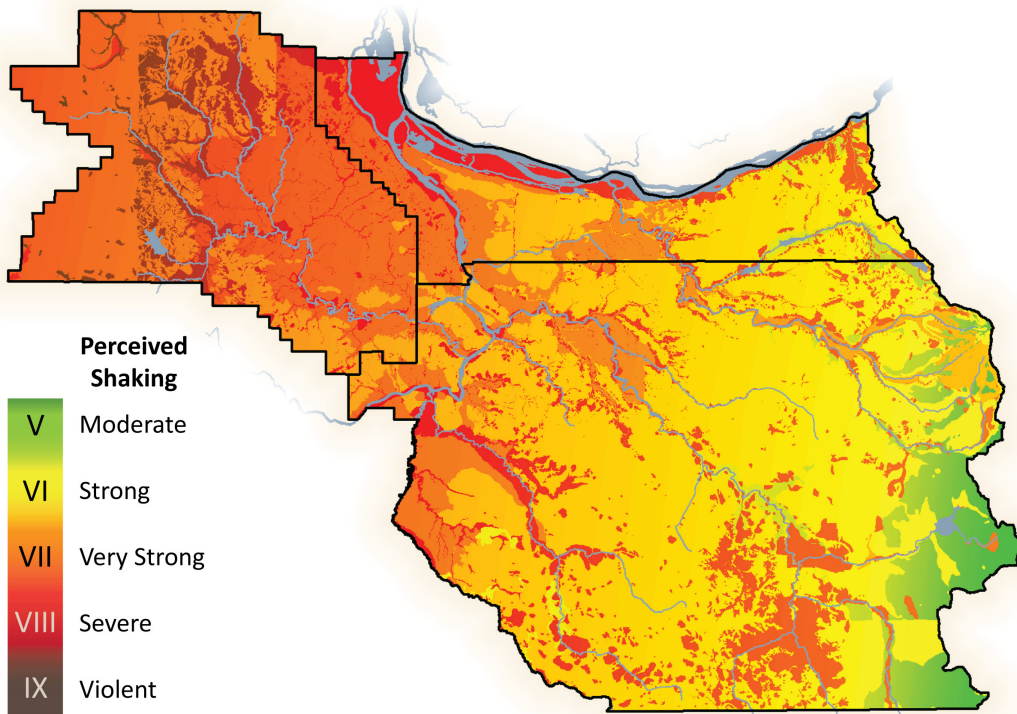 Perceived
Shaking
V Moderate
VI Strong
VII Very Strong
VIII Severe
IX Violent